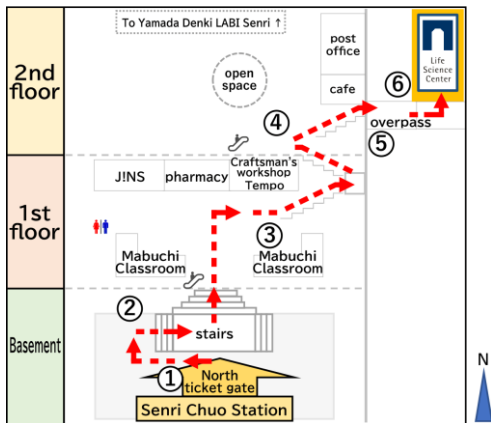 To Yamada Denki LABI Senri ↑
2nd
floor
open
space
post
office
cafe
Life
Science
Center
⑥
④
overpass
⑤
1st
floor
J!NS
pharmacy
Craftsman's
workshop
Tempo
③
Mabuchi
Classroom
Mabuchi
Classroom
Basement
②
stairs
①
North
ticket gate
Senri Chuo Station
N